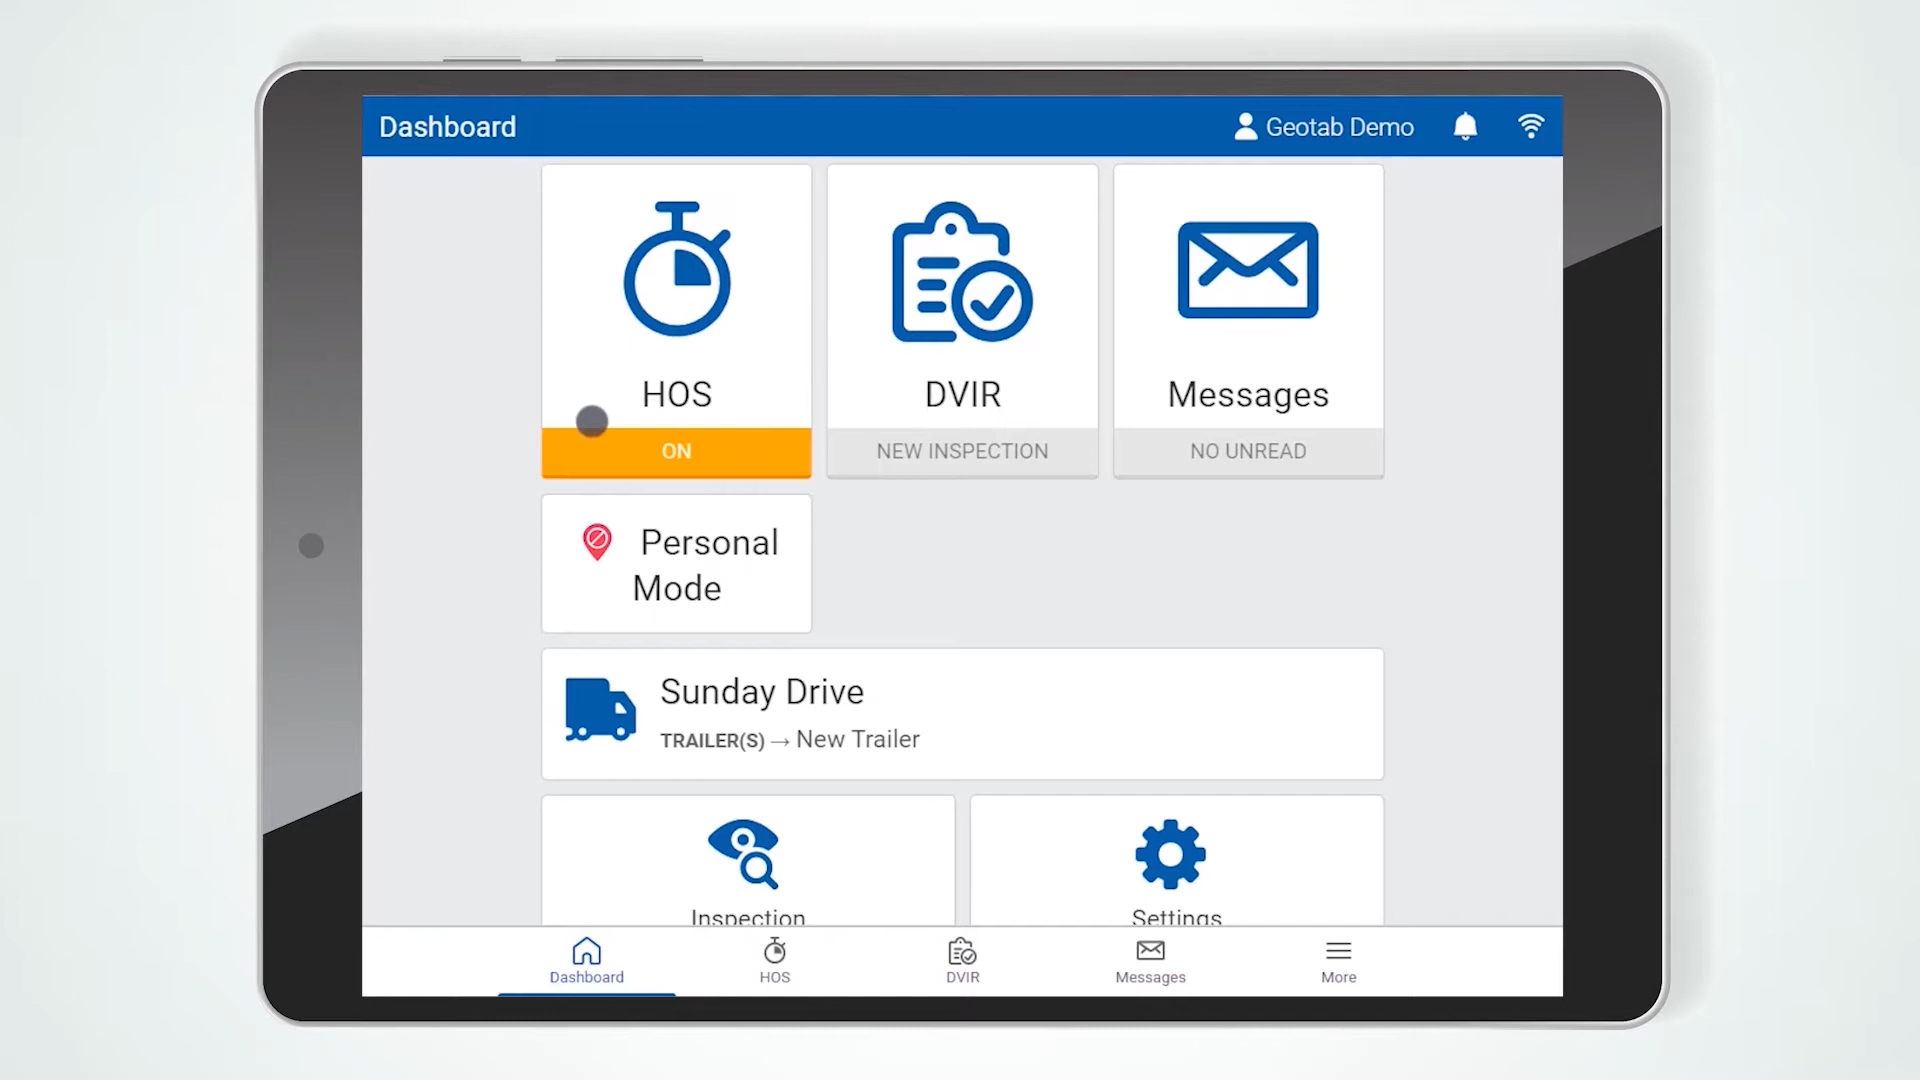 Dashboard
Geotab Demo
HOS
DVIR
Messages
ON
NEW INSPECTION
NO UNREAD
Personal
Mode
Sunday Drive
TRAILER(S) → New Trailer
Inspection
Settings
Dashboard
HOS
DVIR
Messages
More